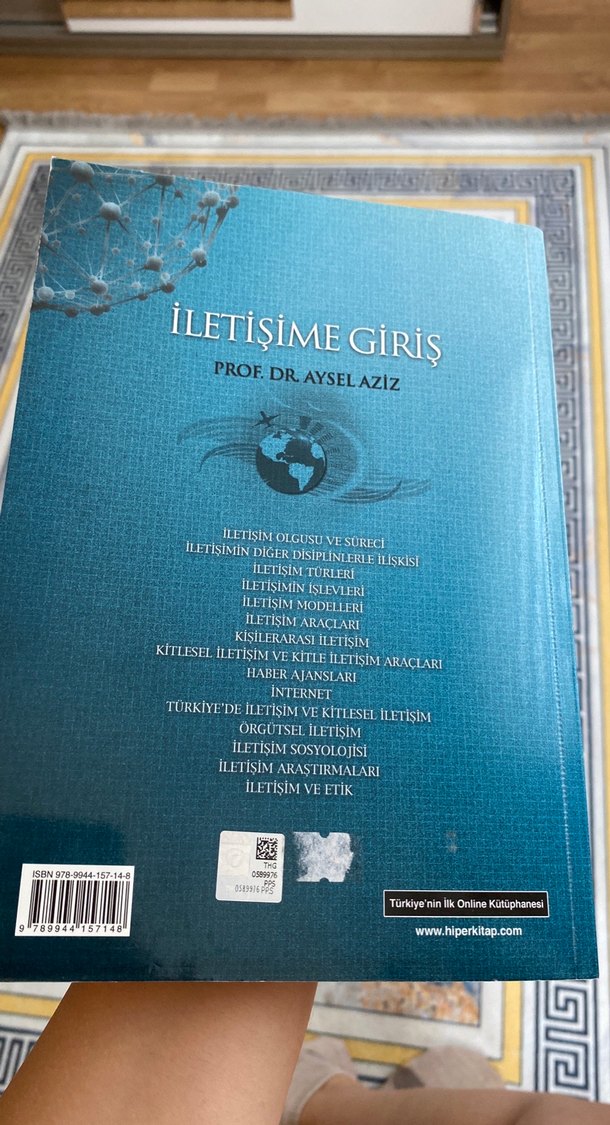 İLETİŞİME GİRİŞ
PROF. DR. AYSEL AZİZ
İLETİŞİM OLGUSU VE SÜRECİ
İLETİŞİMİN DİĞER DİSİPLİNLERLE İLİŞKİSİ
İLETİŞİM TÜRLERİ
İLETİŞİMİN İŞLEVLERİ
İLETİŞİM MODELLERİ
İLETİŞİM ARAÇLARI
KİŞİLERARASI İLETİŞİM
KİTLESEL İLETİŞİM VE KİTLE İLETİŞİM ARAÇLARI
HABER AJANSLARI
İNTERNET
TÜRKİYE'DE İLETİŞİM VE KİTLESEL İLETİŞİM
ÖRGÜTSEL İLETİŞİM
İLETİŞİM SOSYOLOJİSİ
İLETİŞİM ARAŞTIRMALARI
İLETİŞİM VE ETİK
THG
0589976
PPS
0589976 PPS
ISBN 978-9944-157-14-8
9 789944 157148
Türkiye'nin İlk Online Kütüphanesi
www.hiperkitap.com